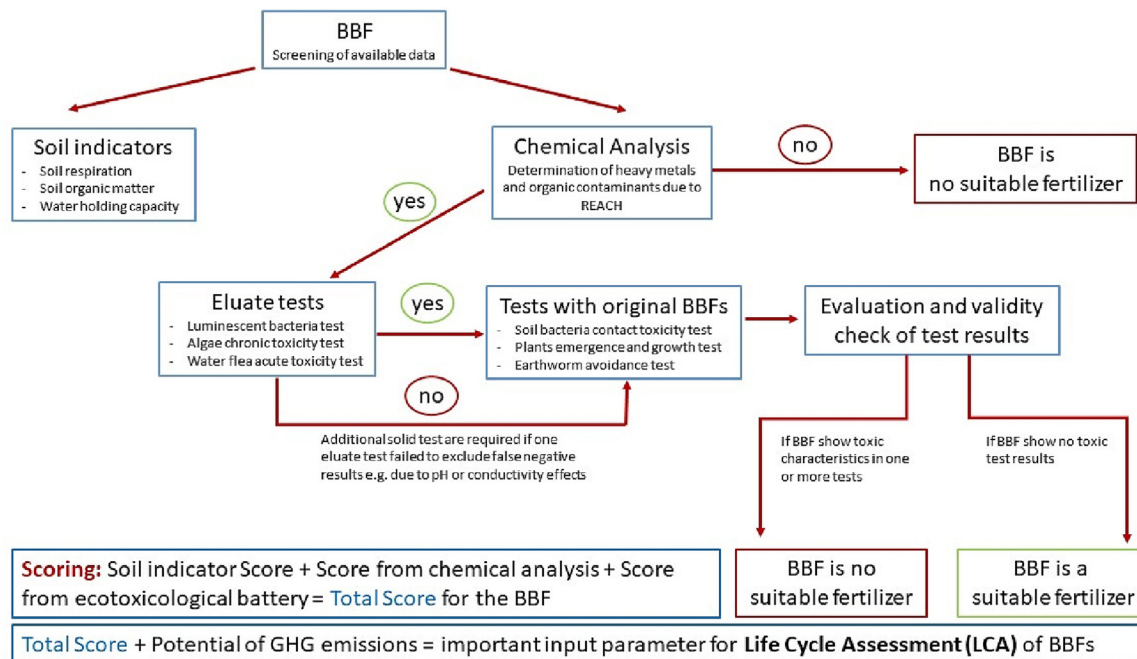 BBF
Screening of available data
Soil indicators
- Soil respiration
- Soil organic matter
- Water holding capacity
Chemical Analysis
Determination of heavy metals
and organic contaminants due to
REACH
no
BBF is
no suitable fertilizer
yes
Eluate tests
- Luminescent bacteria test
- Algae chronic toxicity test
- Water flea acute toxicity test
yes
Tests with original BBFs
- Soil bacteria contact toxicity test
- Plants emergence and growth test
- Earthworm avoidance test
Evaluation and validity
check of test results
no
Additional solid test are required if one
eluate test failed to exclude false negative
results e.g. due to pH or conductivity effects
If BBF show toxic
characteristics in one
or more tests
If BBF show no toxic
test results
Scoring: Soil indicator Score + Score from chemical analysis + Score
from ecotoxicological battery = Total Score for the BBF
BBF is no
suitable fertilizer
BBF is a
suitable fertilizer
Total Score + Potential of GHG emissions = important input parameter for Life Cycle Assessment (LCA) of BBFs